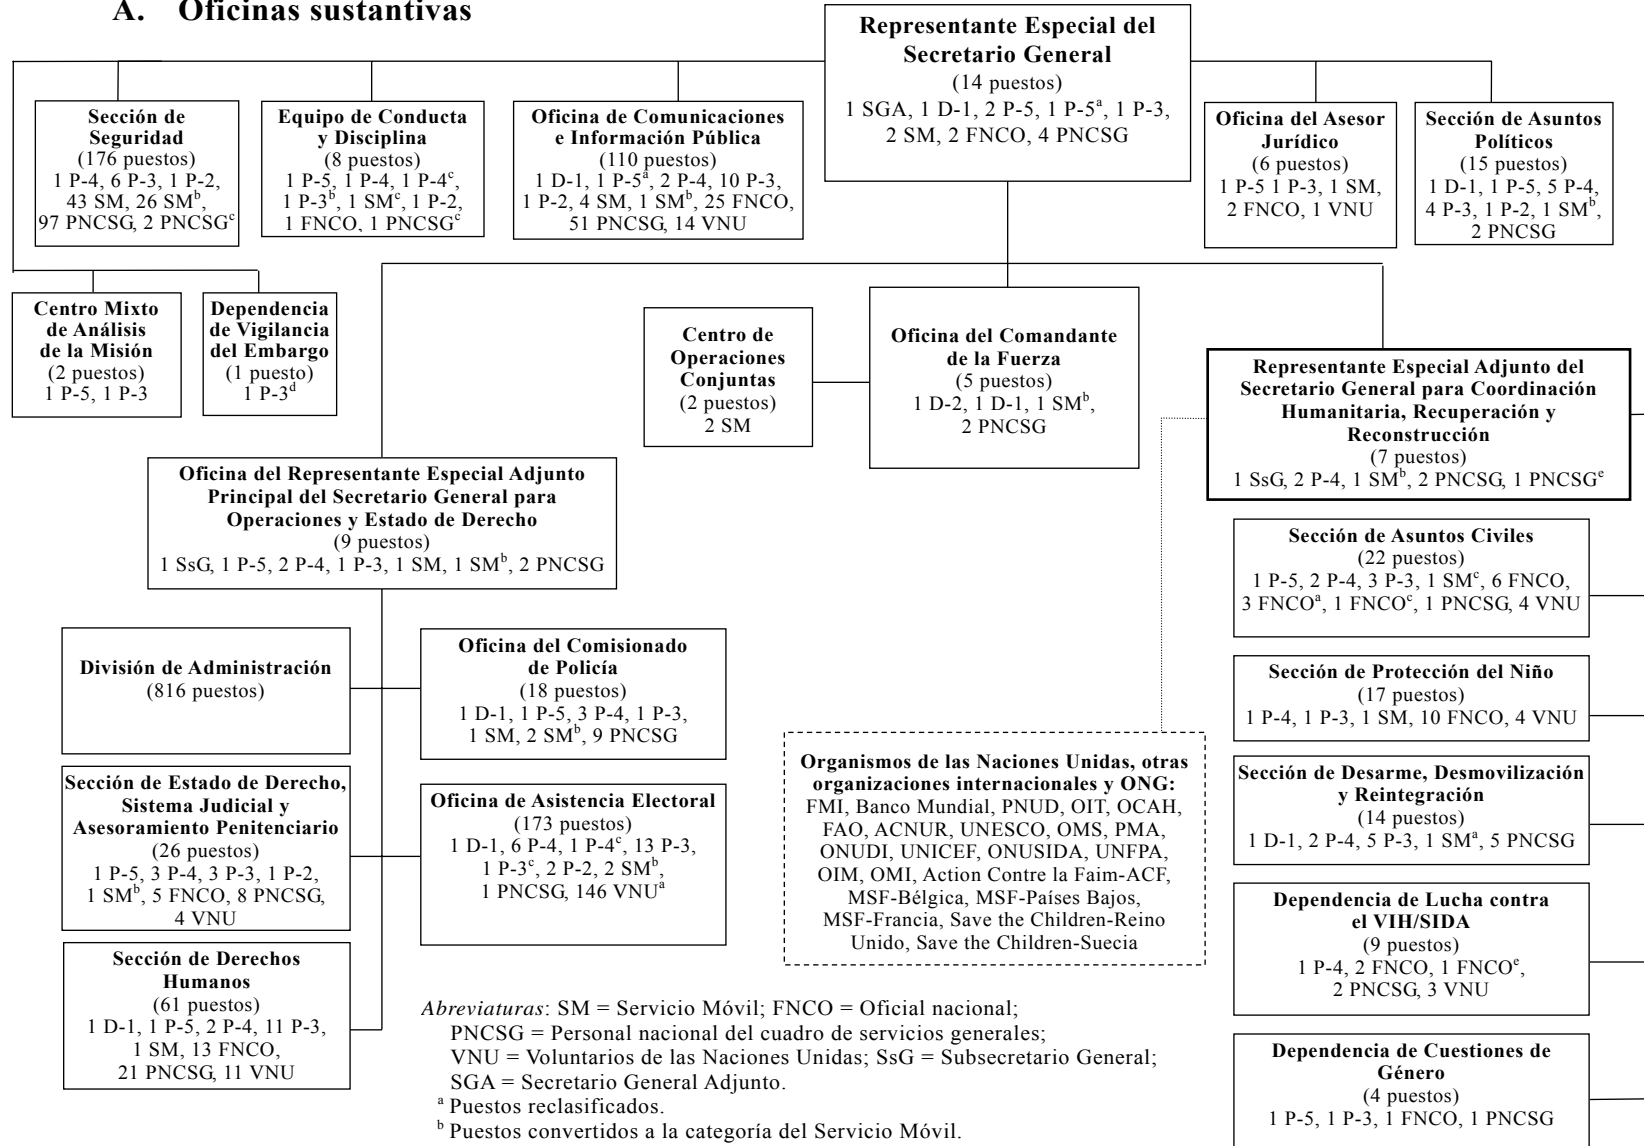 A. Oficinas sustantivas
Representante Especial del
Secretario General
(14 puestos)
1 SGA, 1 D-1, 2 P-5, 1 P-5ª, 1 P-3,
2 SM, 2 FNCO, 4 PNCSG
Sección de
Seguridad
(176 puestos)
1 P-4, 6 P-3, 1 P-2,
43 SM, 26 SMᵇ,
97 PNCSG, 2 PNCSGᶜ
Equipo de Conducta
y Disciplina
(8 puestos)
1 P-5, 1 P-4, 1 P-4ᶜ,
1 P-3ᵇ, 1 SMᶜ, 1 P-2,
1 FNCO, 1 PNCSGᶜ
Oficina de Comunicaciones
e Información Pública
(110 puestos)
1 D-1, 1 P-5ª, 2 P-4, 10 P-3,
1 P-2, 4 SM, 1 SMᵇ, 25 FNCO,
51 PNCSG, 14 VNU
Oficina del Asesor
Jurídico
(6 puestos)
1 P-5 1 P-3, 1 SM,
2 FNCO, 1 VNU
Sección de Asuntos
Políticos
(15 puestos)
1 D-1, 1 P-5, 5 P-4,
4 P-3, 1 P-2, 1 SMᵇ,
2 PNCSG
Centro Mixto
de Análisis
de la Misión
(2 puestos)
1 P-5, 1 P-3
Dependencia
de Vigilancia
del Embargo
(1 puesto)
1 P-3ᵈ
Centro de
Operaciones
Conjuntas
(2 puestos)
2 SM
Oficina del Comandante
de la Fuerza
(5 puestos)
1 D-2, 1 D-1, 1 SMᵇ,
2 PNCSG
Representante Especial Adjunto del
Secretario General para Coordinación
Humanitaria, Recuperación y
Reconstrucción
(7 puestos)
1 SsG, 2 P-4, 1 SMᵇ, 2 PNCSG, 1 PNCSGᵉ
Oficina del Representante Especial Adjunto
Principal del Secretario General para
Operaciones y Estado de Derecho
(9 puestos)
1 SsG, 1 P-5, 2 P-4, 1 P-3, 1 SM, 1 SMᵇ, 2 PNCSG
División de Administración
(816 puestos)
Oficina del Comisionado
de Policía
(18 puestos)
1 D-1, 1 P-5, 3 P-4, 1 P-3,
1 SM, 2 SMᵇ, 9 PNCSG
Sección de Estado de Derecho,
Sistema Judicial y
Asesoramiento Penitenciario
(26 puestos)
1 P-5, 3 P-4, 3 P-3, 1 P-2,
1 SMᵇ, 5 FNCO, 8 PNCSG,
4 VNU
Oficina de Asistencia Electoral
(173 puestos)
1 D-1, 6 P-4, 1 P-4ᶜ, 13 P-3,
1 P-3ᶜ, 2 P-2, 2 SMᵇ,
1 PNCSG, 146 VNUª
Sección de Derechos
Humanos
(61 puestos)
1 D-1, 1 P-5, 2 P-4, 11 P-3,
1 SM, 13 FNCO,
21 PNCSG, 11 VNU
Organismos de las Naciones Unidas, otras
organizaciones internacionales y ONG:
FMI, Banco Mundial, PNUD, OIT, OCAH,
FAO, ACNUR, UNESCO, OMS, PMA,
ONUDI, UNICEF, ONUSIDA, UNFPA,
OIM, OMI, Action Contre la Faim-ACF,
MSF-Bélgica, MSF-Países Bajos,
MSF-Francia, Save the Children-Reino
Unido, Save the Children-Suecia
Sección de Asuntos Civiles
(22 puestos)
1 P-5, 2 P-4, 3 P-3, 1 SMᶜ, 6 FNCO,
3 FNCOª, 1 FNCOᶜ, 1 PNCSG, 4 VNU
Sección de Protección del Niño
(17 puestos)
1 P-4, 1 P-3, 1 SM, 10 FNCO, 4 VNU
Sección de Desarme, Desmovilización
y Reintegración
(14 puestos)
1 D-1, 2 P-4, 5 P-3, 1 SMª, 5 PNCSG
Dependencia de Lucha contra
el VIH/SIDA
(9 puestos)
1 P-4, 2 FNCO, 1 FNCOᵉ,
2 PNCSG, 3 VNU
Dependencia de Cuestiones de
Género
(4 puestos)
1 P-5, 1 P-3, 1 FNCO, 1 PNCSG
Abreviaturas: SM = Servicio Móvil; FNCO = Oficial nacional;
PNCSG = Personal nacional del cuadro de servicios generales;
VNU = Voluntarios de las Naciones Unidas; SsG = Subsecretario General;
SGA = Secretario General Adjunto.
ª Puestos reclasificados.
ᵇ Puestos convertidos a la categoría del Servicio Móvil.